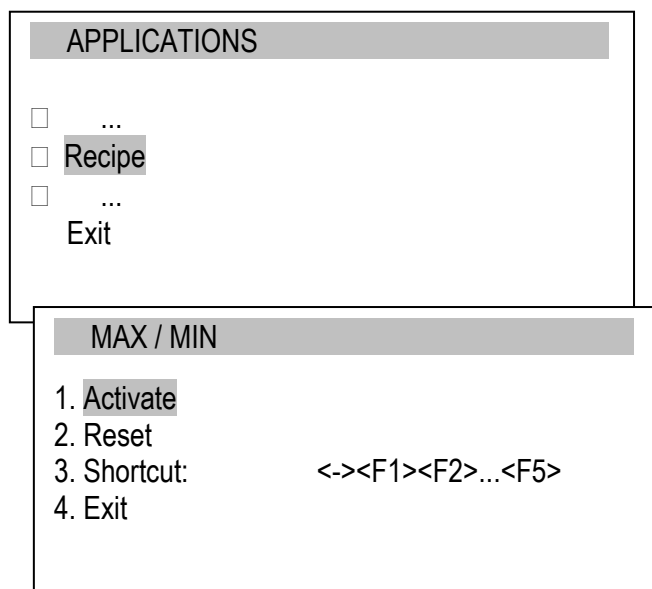 APPLICATIONS
□ ...
□ Recipe
□ ...
Exit
MAX / MIN
1. Activate
2. Reset
3. Shortcut: <-><F1><F2>...<F5>
4. Exit